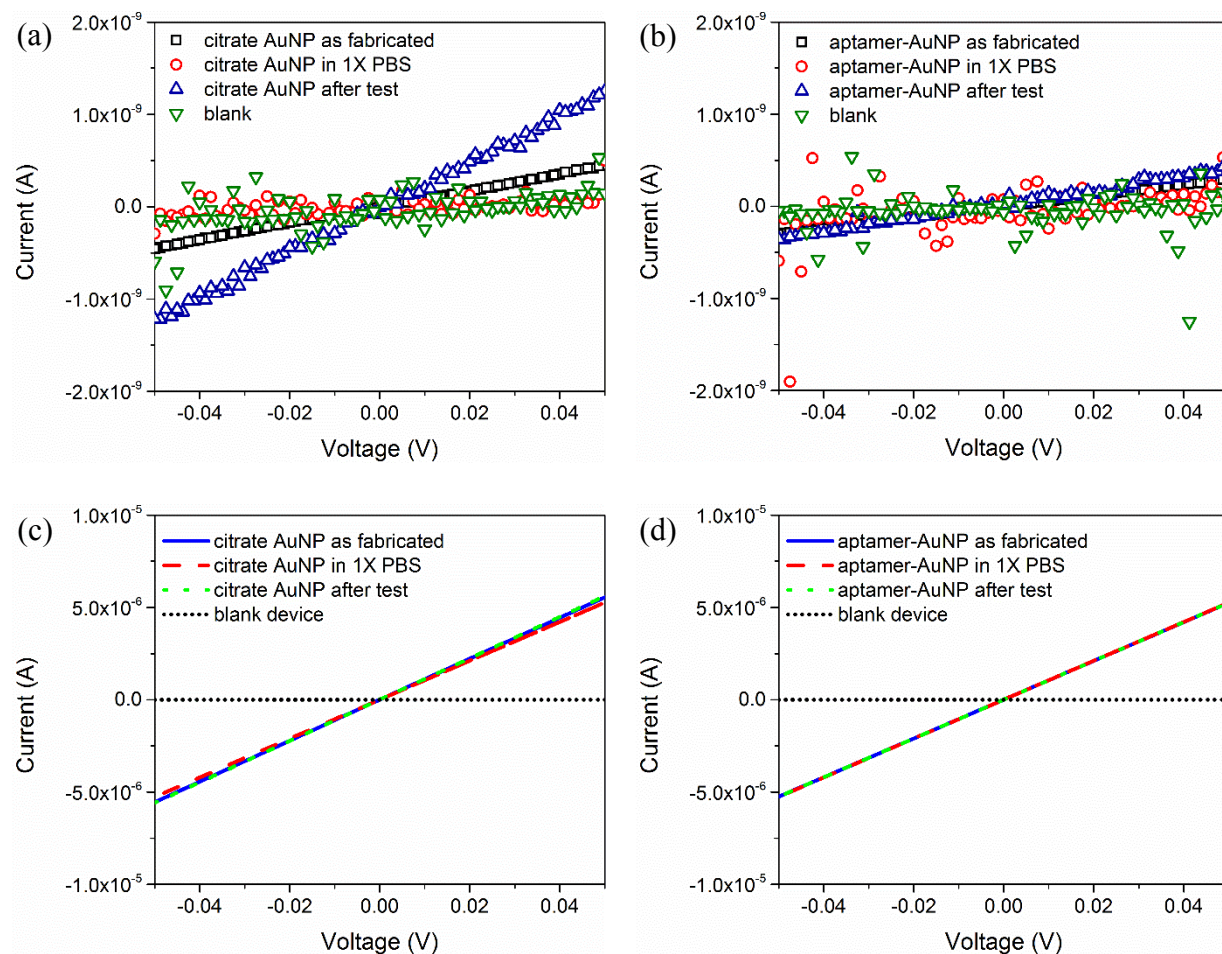 (a)
2.0x10⁻⁹
citrate AuNP as fabricated
citrate AuNP in 1X PBS
citrate AuNP after test
blank
1.0x10⁻⁹
0.0
-1.0x10⁻⁹
-2.0x10⁻⁹
Current (A)
-0.04 -0.02 0.00 0.02 0.04
Voltage (V)
(b)
2.0x10⁻⁹
aptamer-AuNP as fabricated
aptamer-AuNP in 1X PBS
aptamer-AuNP after test
blank
1.0x10⁻⁹
0.0
-1.0x10⁻⁹
-2.0x10⁻⁹
Current (A)
-0.04 -0.02 0.00 0.02 0.04
Voltage (V)
(c)
1.0x10⁻⁵
citrate AuNP as fabricated
citrate AuNP in 1X PBS
citrate AuNP after test
blank device
5.0x10⁻⁶
0.0
-5.0x10⁻⁶
-1.0x10⁻⁵
Current (A)
-0.04 -0.02 0.00 0.02 0.04
Voltage (V)
(d)
1.0x10⁻⁵
aptamer-AuNP as fabricated
aptamer-AuNP in 1X PBS
aptamer-AuNP after test
blank device
5.0x10⁻⁶
0.0
-5.0x10⁻⁶
-1.0x10⁻⁵
Current (A)
-0.04 -0.02 0.00 0.02 0.04
Voltage (V)